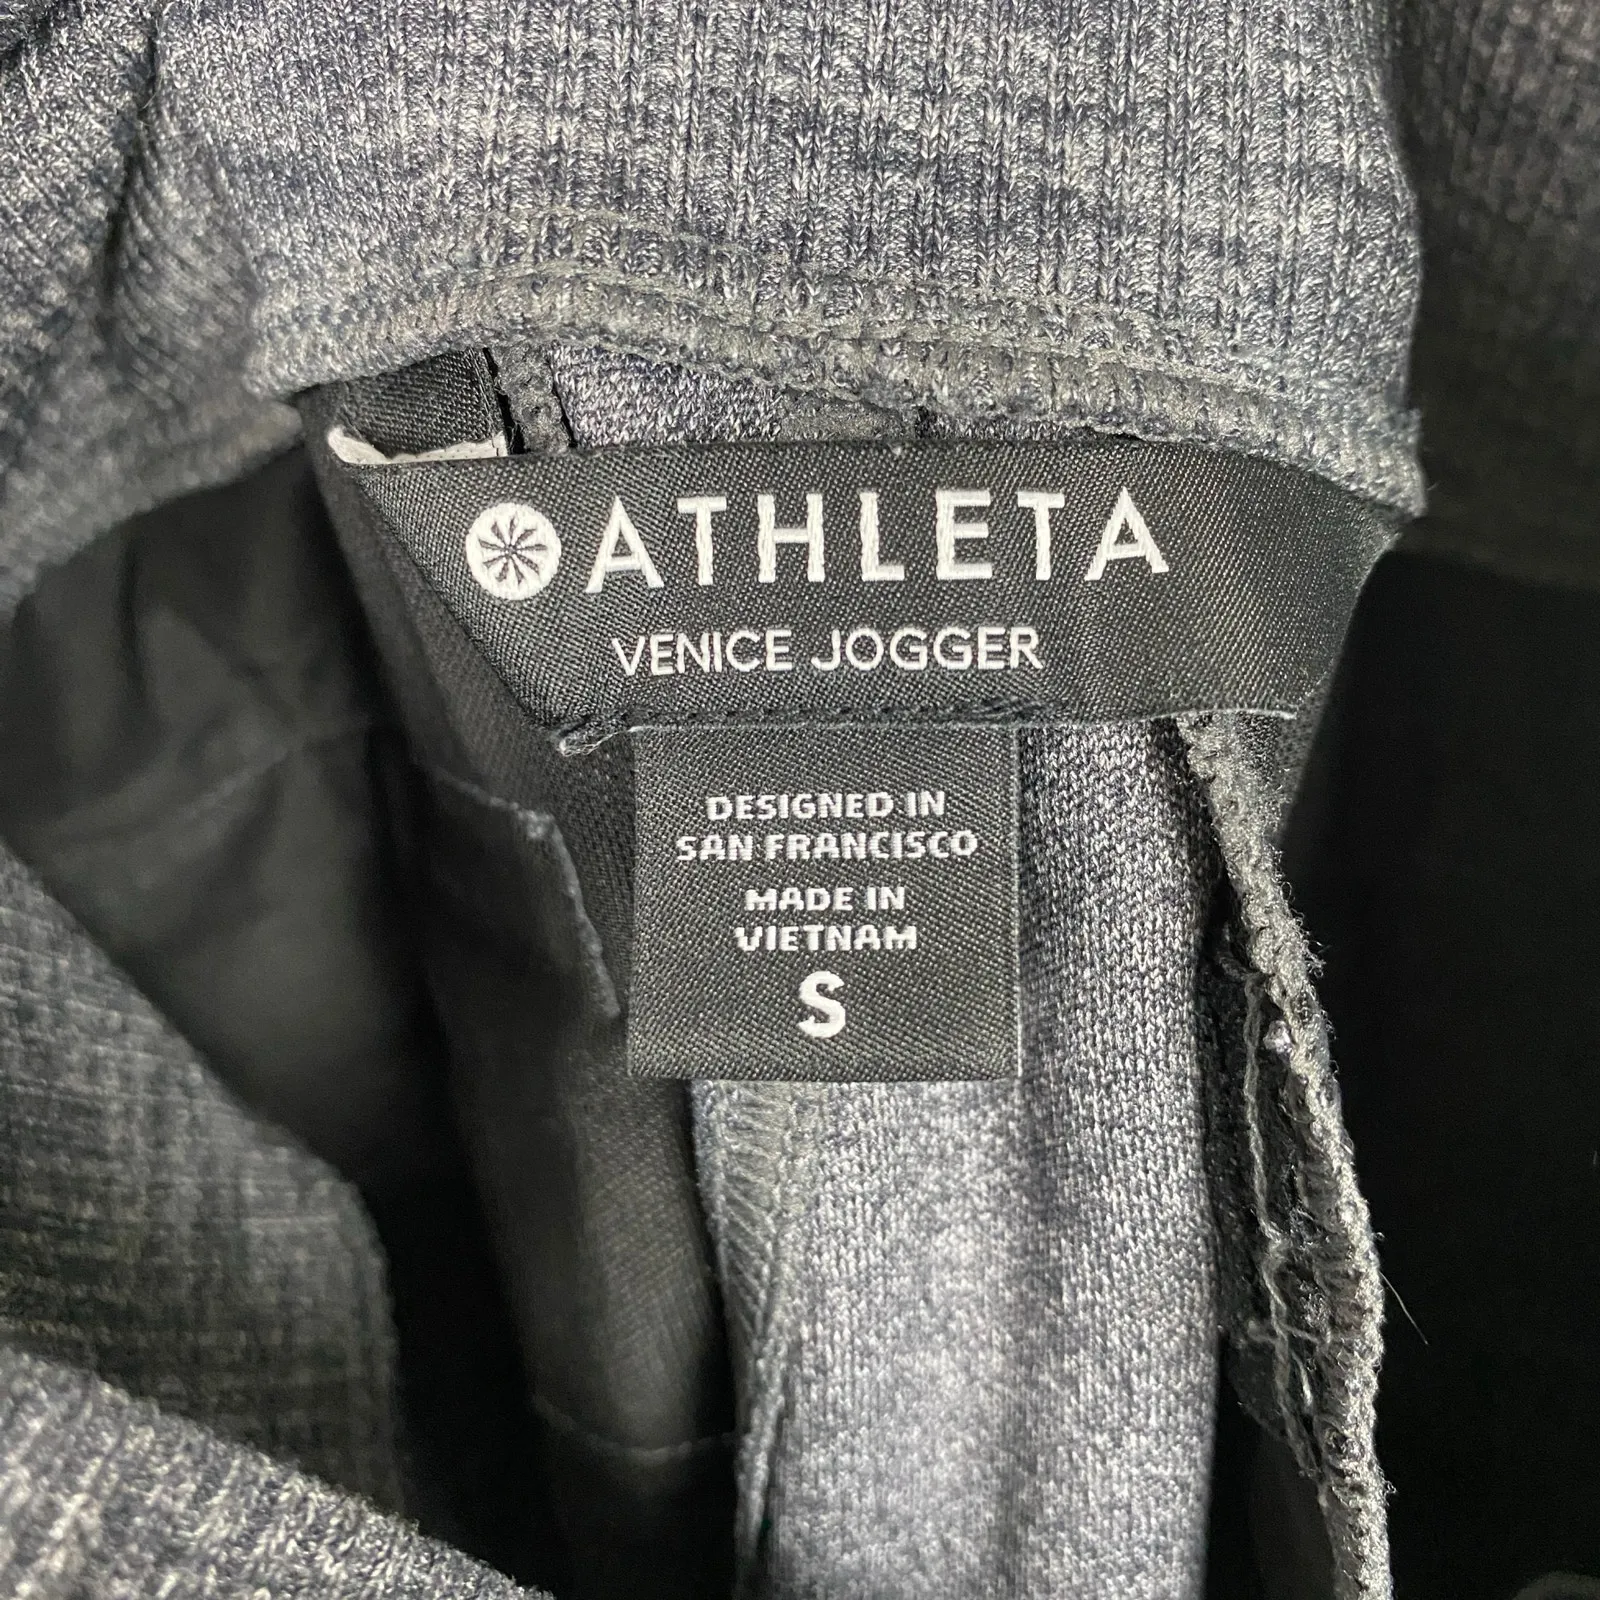 ATHLETA
VENICE JOGGER
DESIGNED IN
SAN FRANCISCO
MADE IN
VIETNAM
S